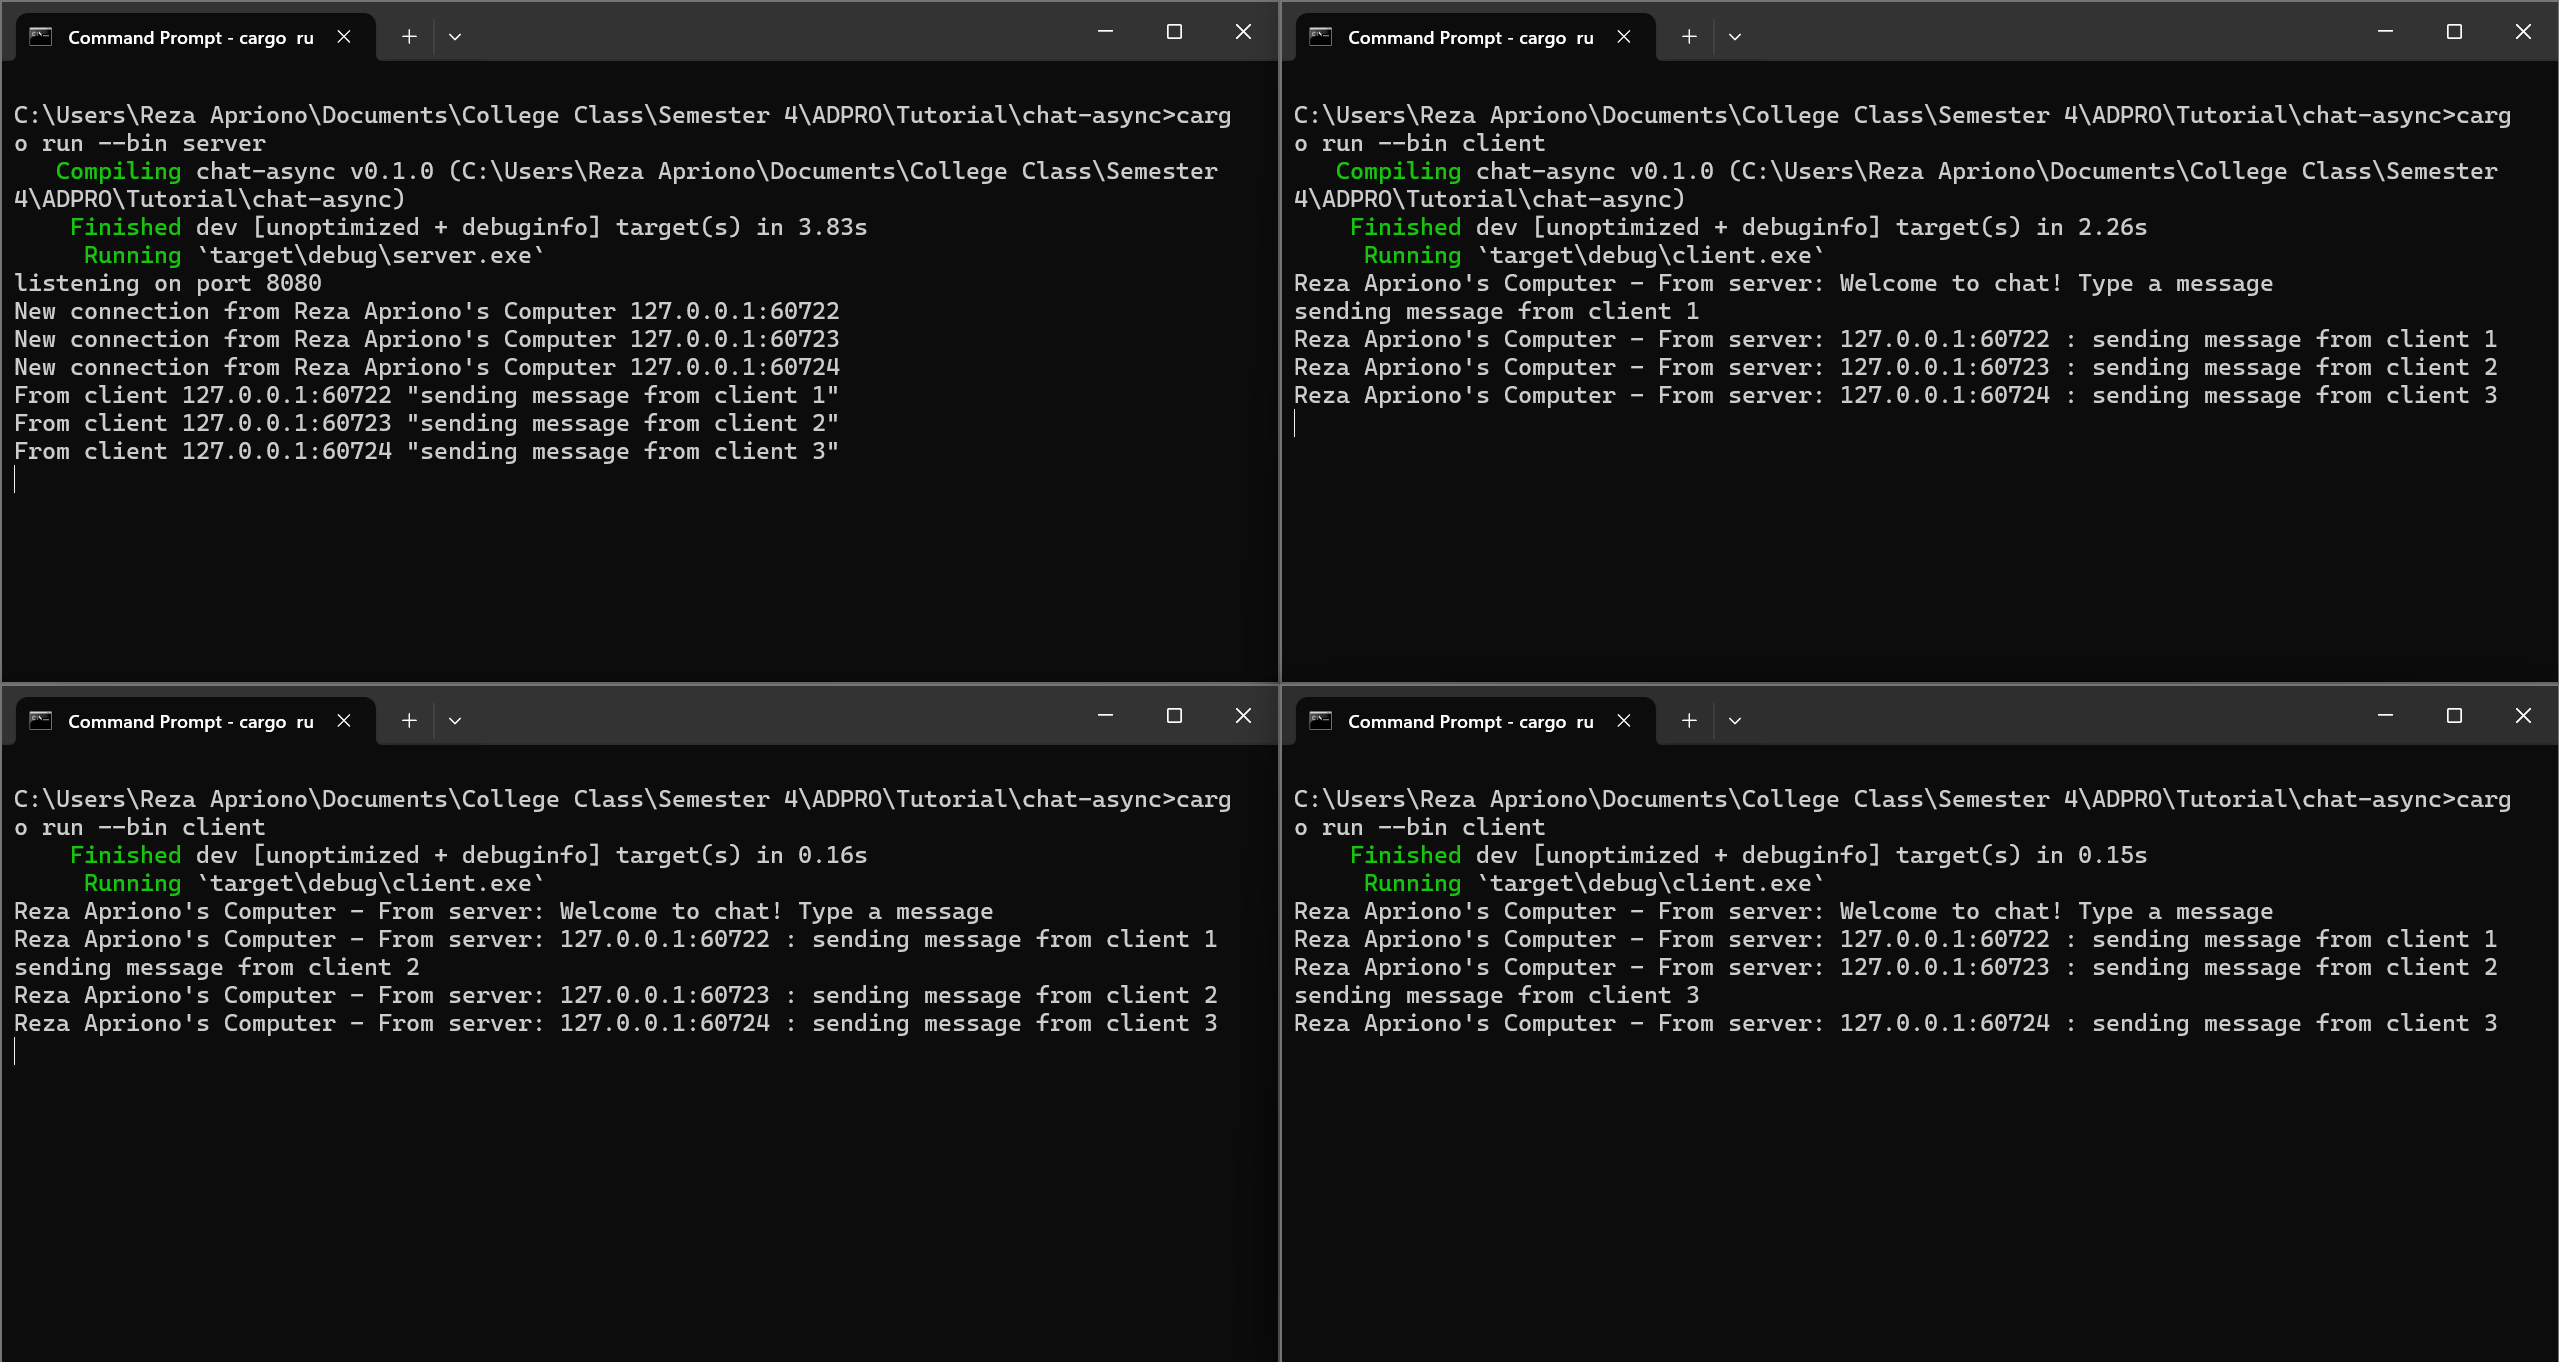 Command Prompt - cargo  ru
C:\Users\Reza Apriono\Documents\College Class\Semester 4\ADPRO\Tutorial\chat-async>carg
o run --bin server
   Compiling chat-async v0.1.0 (C:\Users\Reza Apriono\Documents\College Class\Semester
4\ADPRO\Tutorial\chat-async)
    Finished dev [unoptimized + debuginfo] target(s) in 3.83s
     Running `target\debug\server.exe`
listening on port 8080
New connection from Reza Apriono's Computer 127.0.0.1:60722
New connection from Reza Apriono's Computer 127.0.0.1:60723
New connection from Reza Apriono's Computer 127.0.0.1:60724
From client 127.0.0.1:60722 "sending message from client 1"
From client 127.0.0.1:60723 "sending message from client 2"
From client 127.0.0.1:60724 "sending message from client 3"
Command Prompt - cargo  ru
C:\Users\Reza Apriono\Documents\College Class\Semester 4\ADPRO\Tutorial\chat-async>carg
o run --bin client
   Compiling chat-async v0.1.0 (C:\Users\Reza Apriono\Documents\College Class\Semester
4\ADPRO\Tutorial\chat-async)
    Finished dev [unoptimized + debuginfo] target(s) in 2.26s
     Running `target\debug\client.exe`
Reza Apriono's Computer - From server: Welcome to chat! Type a message
sending message from client 1
Reza Apriono's Computer - From server: 127.0.0.1:60722 : sending message from client 1
Reza Apriono's Computer - From server: 127.0.0.1:60723 : sending message from client 2
Reza Apriono's Computer - From server: 127.0.0.1:60724 : sending message from client 3
Command Prompt - cargo  ru
C:\Users\Reza Apriono\Documents\College Class\Semester 4\ADPRO\Tutorial\chat-async>carg
o run --bin client
    Finished dev [unoptimized + debuginfo] target(s) in 0.16s
     Running `target\debug\client.exe`
Reza Apriono's Computer - From server: Welcome to chat! Type a message
Reza Apriono's Computer - From server: 127.0.0.1:60722 : sending message from client 1
sending message from client 2
Reza Apriono's Computer - From server: 127.0.0.1:60723 : sending message from client 2
Reza Apriono's Computer - From server: 127.0.0.1:60724 : sending message from client 3
Command Prompt - cargo  ru
C:\Users\Reza Apriono\Documents\College Class\Semester 4\ADPRO\Tutorial\chat-async>carg
o run --bin client
    Finished dev [unoptimized + debuginfo] target(s) in 0.15s
     Running `target\debug\client.exe`
Reza Apriono's Computer - From server: Welcome to chat! Type a message
Reza Apriono's Computer - From server: 127.0.0.1:60722 : sending message from client 1
Reza Apriono's Computer - From server: 127.0.0.1:60723 : sending message from client 2
sending message from client 3
Reza Apriono's Computer - From server: 127.0.0.1:60724 : sending message from client 3